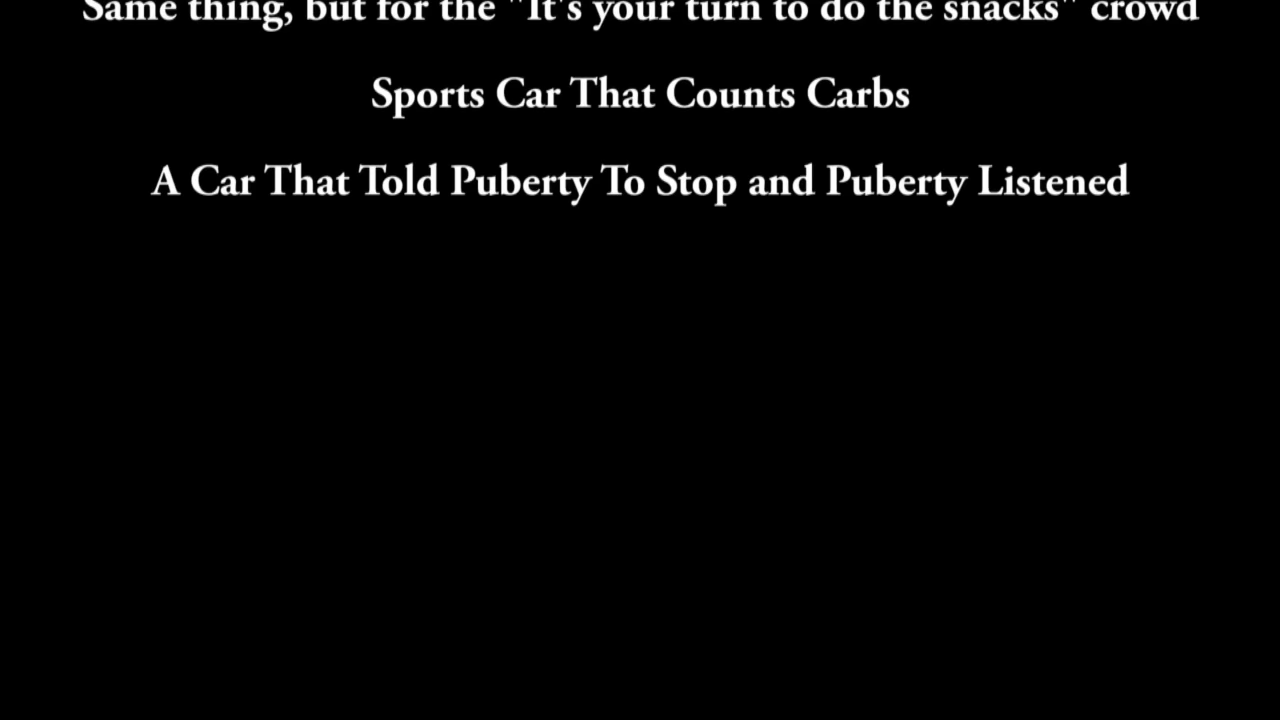 Same thing, but for the "It's your turn to do the snacks" crowd
Sports Car That Counts Carbs
A Car That Told Puberty To Stop and Puberty Listened